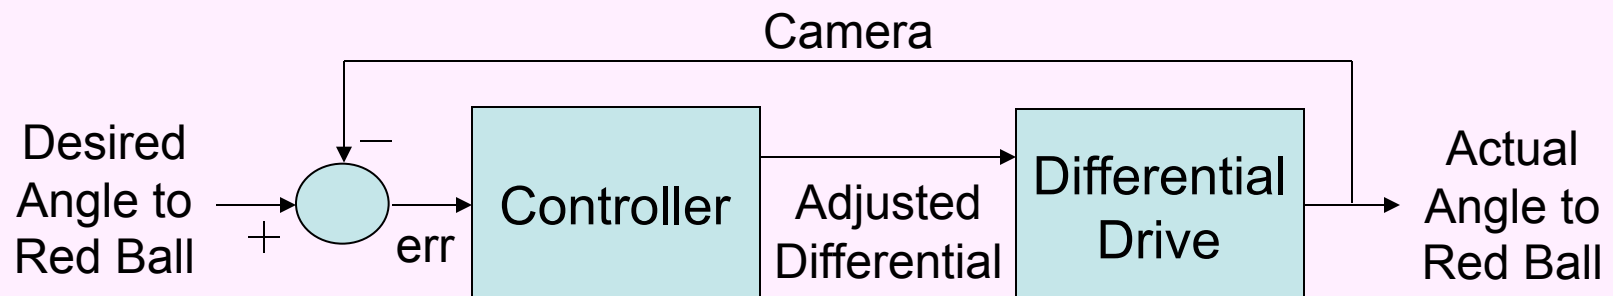 Camera
Desired
Angle to
Red Ball
−
+
err
Controller
Adjusted
Differential
Differential
Drive
Actual
Angle to
Red Ball